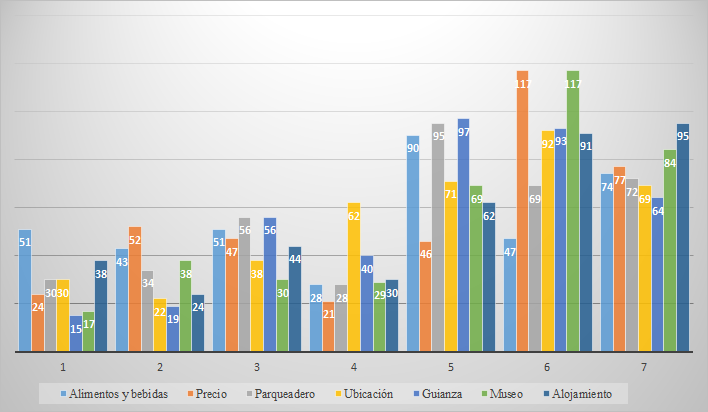 51 24 30 30 15 17 38
43 52 34 22 19 38 24
51 47 56 38 56 30 44
28 21 28 62 40 29 30
90 46 95 71 97 69 62
47 117 69 92 93 117 91
74 77 72 69 64 84 95
1 2 3 4 5 6 7
Alimentos y bebidas Precio Parqueadero Ubicación Guianza Museo Alojamiento